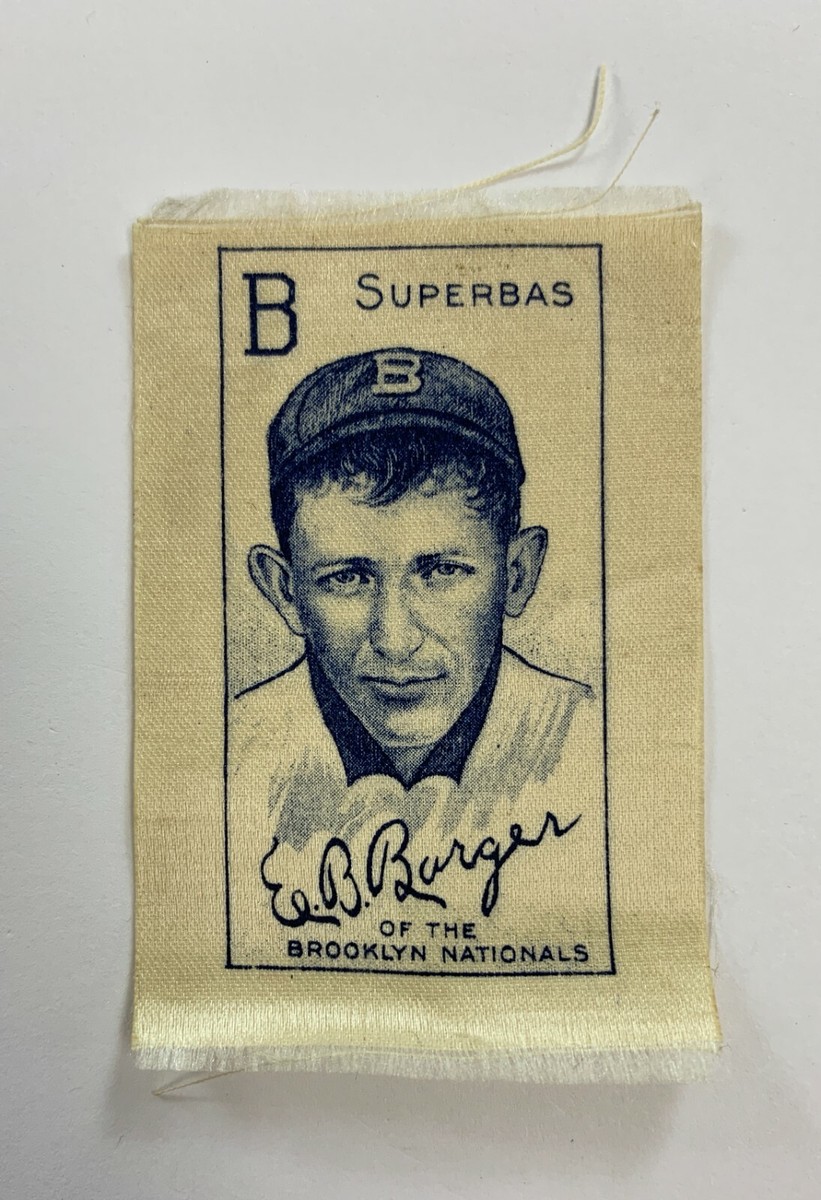 B SUPERBAS
B
E.B. Barger
OF THE
BROOKLYN NATIONALS